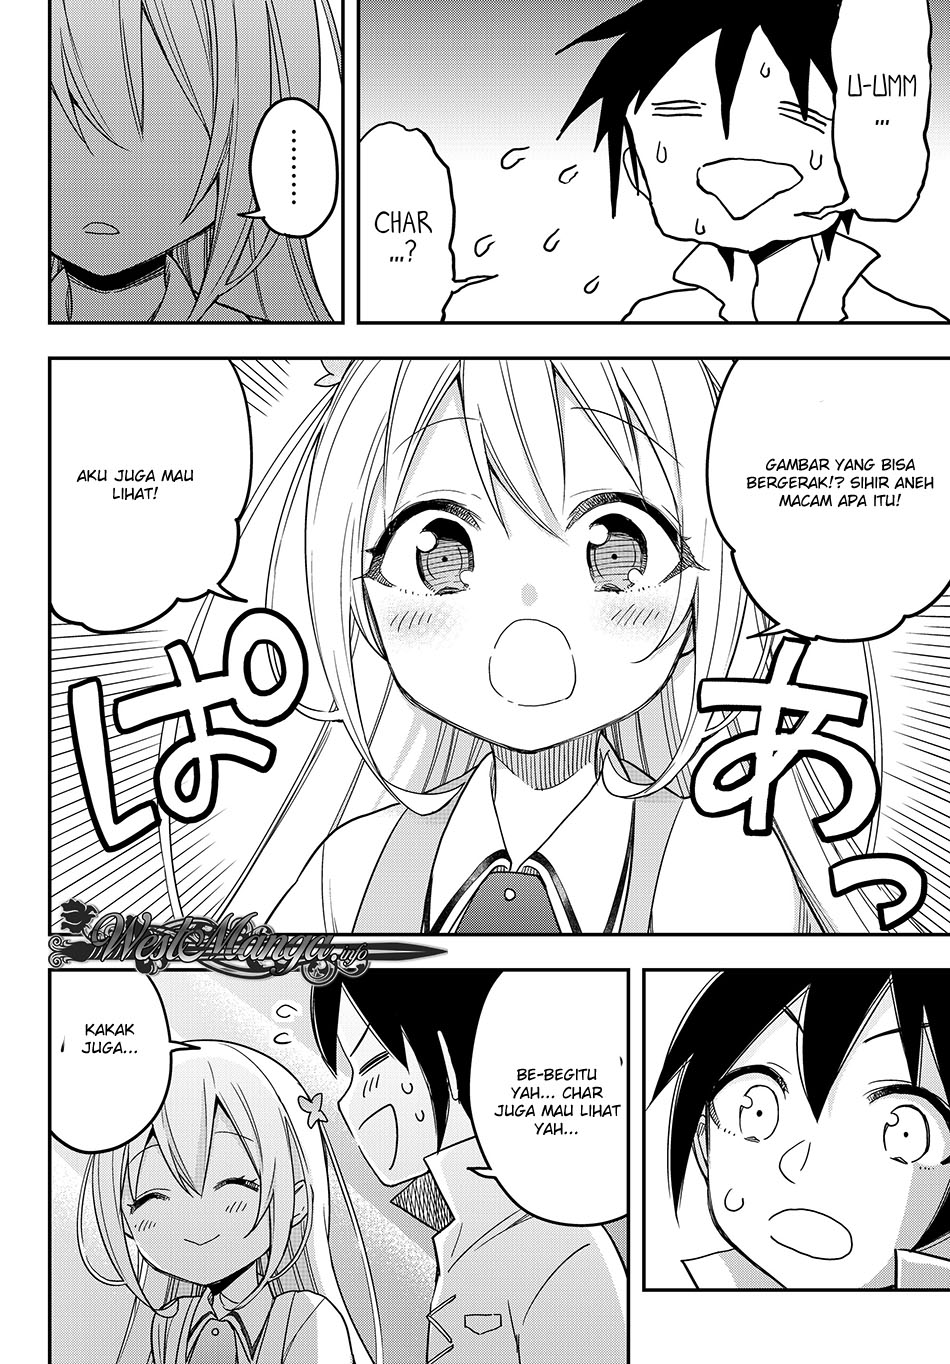 U-UMM
...
CHAR
...?
.......
GAMBAR YANG BISA
BERGERAK!? SIHIR ANEH
MACAM APA ITU!
AKU JUGA MAU
LIHAT!
ぱあっ
WestManga.info
BE-BEGITU
YAH... CHAR
JUGA MAU LIHAT
YAH...
KAKAK
JUGA...